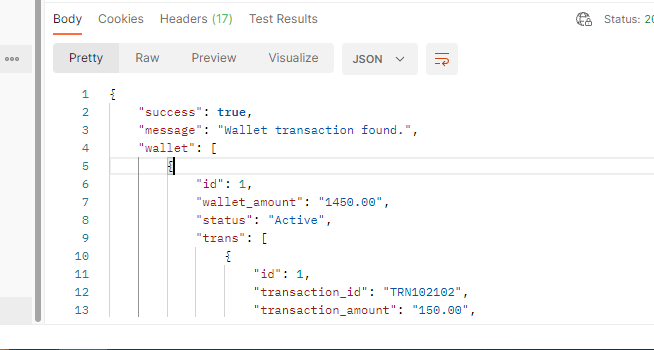 Body Cookies Headers (17) Test Results Status: 20
Pretty Raw Preview Visualize JSON
1 {
2 "success": true,
3 "message": "Wallet transaction found.",
4 "wallet": [
5 {
6 "id": 1,
7 "wallet_amount": "1450.00",
8 "status": "Active",
9 "trans": [
10 {
11 "id": 1,
12 "transaction_id": "TRN102102",
13 "transaction_amount": "150.00",